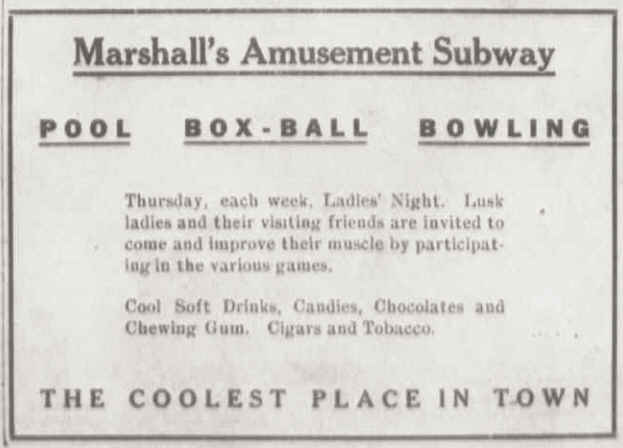 Marshall's Amusement Subway
POOL BOX-BALL BOWLING
Thursday, each week, Ladies' Night. Lusk
ladies and their visiting friends are invited to
come and improve their muscle by participat-
ing in the various games.
Cool Soft Drinks, Candies, Chocolates and
Chewing Gum. Cigars and Tobacco.
THE COOLEST PLACE IN TOWN